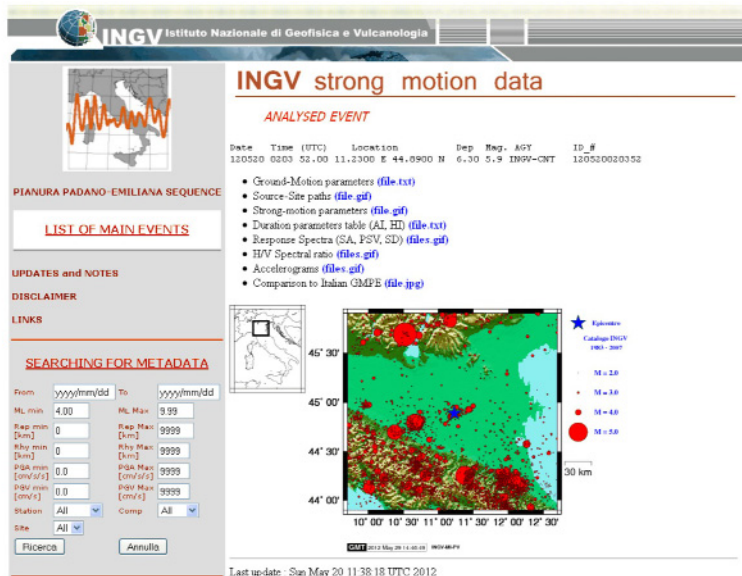 INGV Istituto Nazionale di Geofisica e Vulcanologia
INGV strong motion data
ANALYSED EVENT
Date Time (UTC) Location Dep Mag. AGY ID_#
120520 0203 52.00 11.2300 E 44.8900 N 6.30 5.9 INGV-CNT 120520020352
• Ground-Motion parameters (file.txt)
• Source-Site paths (file.gif)
• Strong-motion parameters (file.gif)
• Duration parameters table (AI, HI) (file.txt)
• Response Spectra (SA, PSV, SD) (files.gif)
• H/V Spectral ratio (files.gif)
• Accelerograms (files.gif)
• Comparison to Italian GMPE (file.jpg)
PIANURA PADANO-EMILIANA SEQUENCE
LIST OF MAIN EVENTS
UPDATES and NOTES
DISCLAIMER
LINKS
SEARCHING FOR METADATA
From yyyy/mm/dd To yyyy/mm/dd
ML min 4.00 ML Max 9.99
Rep min [km] 0 Rep Max [km] 9999
Rhy min [km] 0 Rhy Max [km] 9999
PGA min [cm/s/s] 0.0 PGA Max [cm/s/s] 9999
PGV min [cm/s] 0.0 PGV Max [cm/s] 9999
Station All Comp All
Site All
Ricerca Annulla
45° 30'
45° 00'
44° 30'
44° 00'
10° 00' 10° 30' 11° 00' 11° 30' 12° 00' 12° 30'
Epicentro
Catalogo INGV
1983 - 2007
M = 2.0
M = 3.0
M = 4.0
M = 5.0
30 km
GMT 2012 May 20
Last update : Sun May 20 11:38:18 UTC 2012